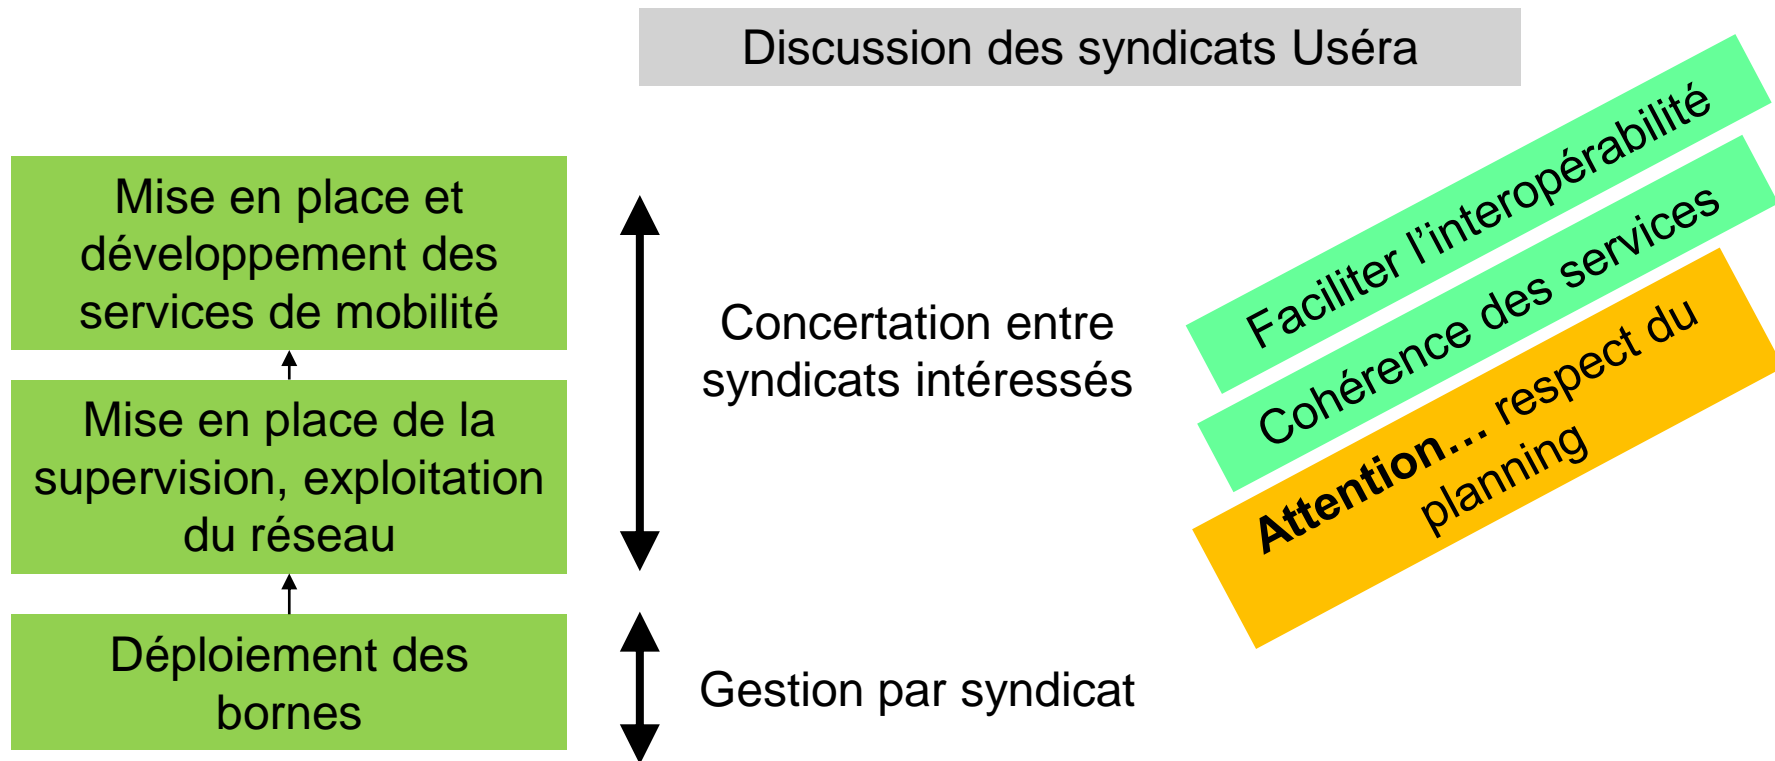 Discussion des syndicats Uséra
Mise en place et
développement des
services de mobilité
Mise en place de la
supervision, exploitation
du réseau
Déploiement des
bornes
Concertation entre
syndicats intéressés
Gestion par syndicat
Faciliter l’interopérabilité
Cohérence des services
Attention… respect du
planning